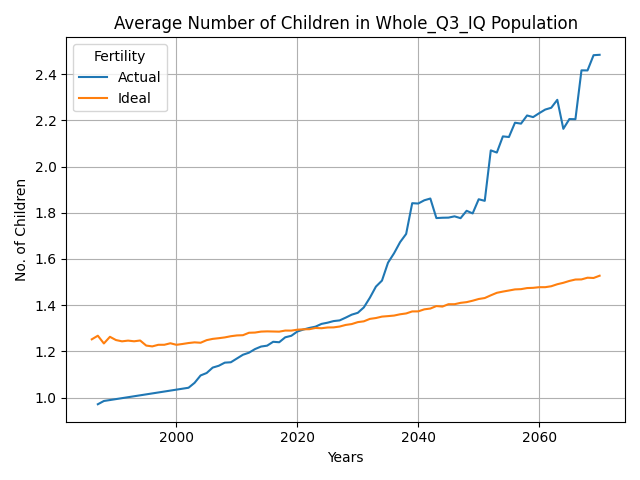 Average Number of Children in Whole_Q3_IQ Population
Fertility
Actual
Ideal
2.4
2.2
2.0
1.8
1.6
1.4
1.2
1.0
No. of Children
2000
2020
2040
2060
Years